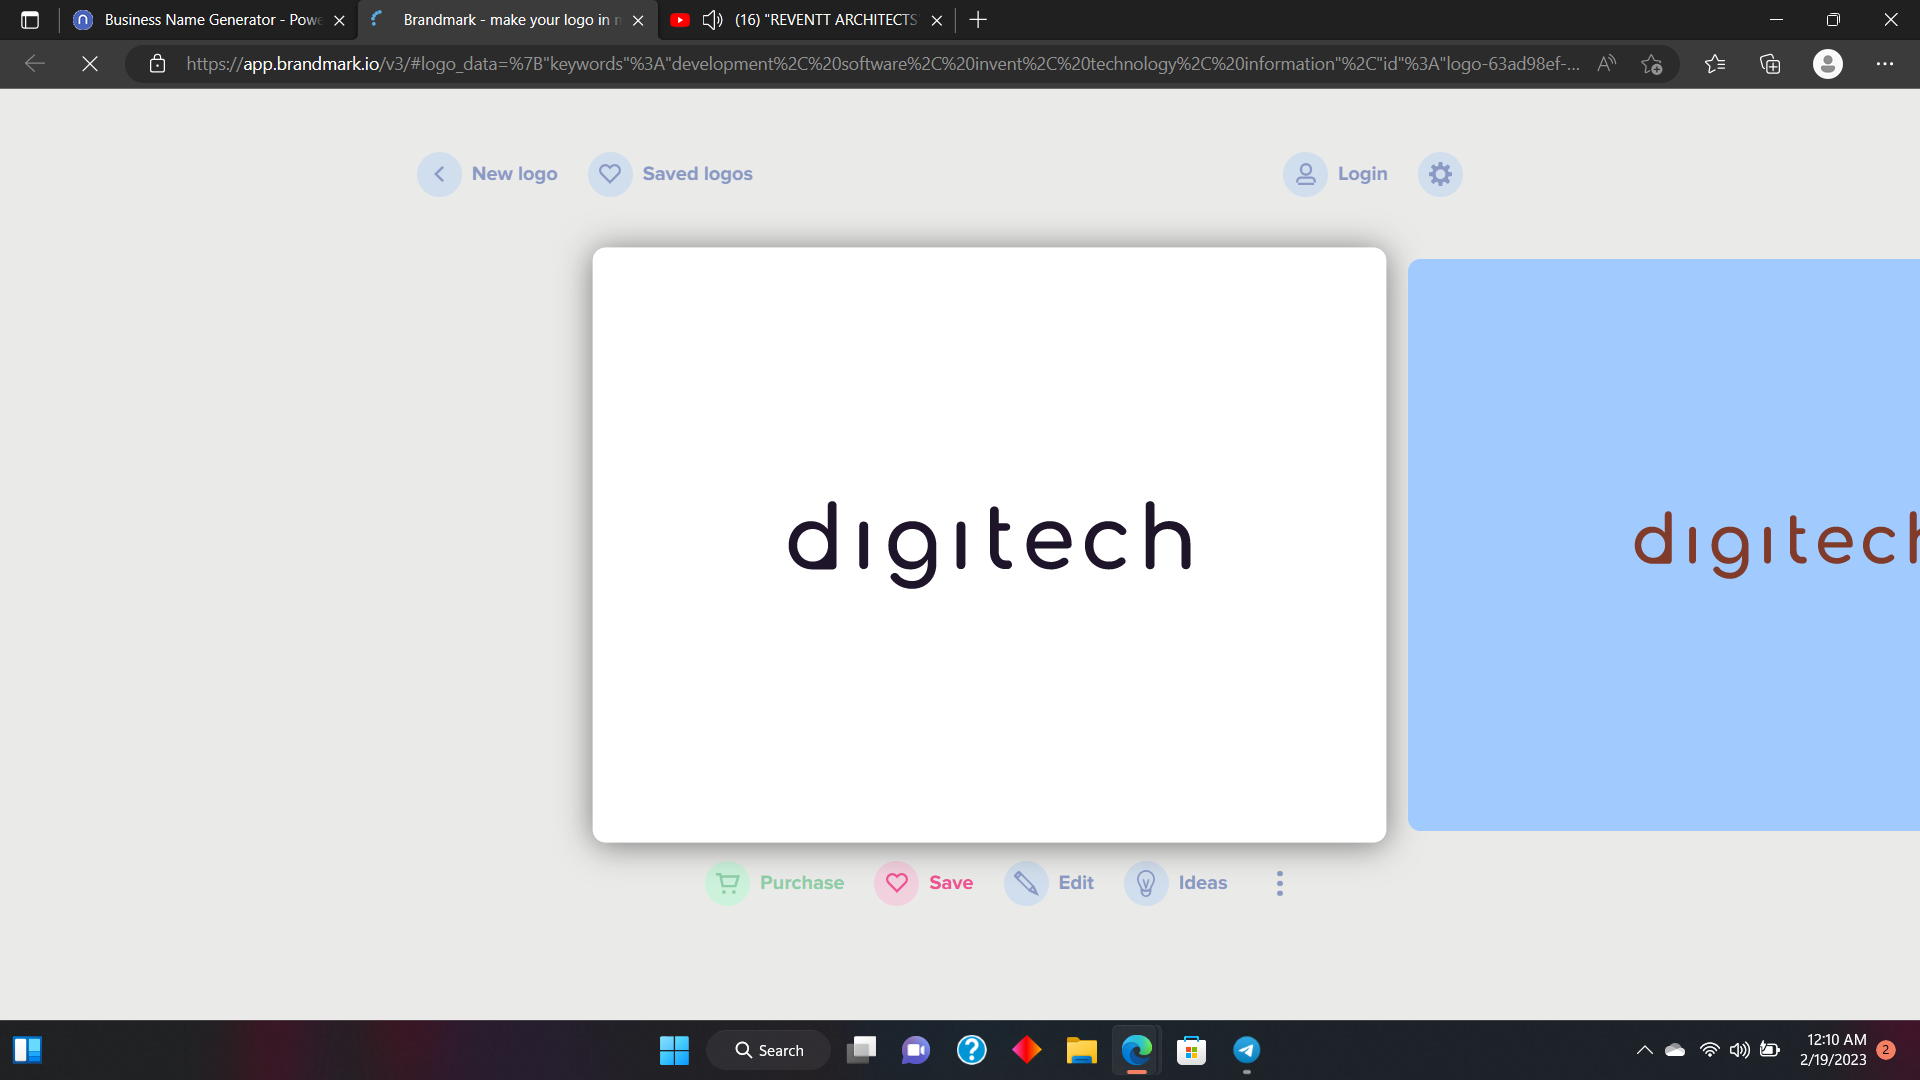 Business Name Generator - Powe
Brandmark - make your logo in
(16) "REVENTT ARCHITECTS
https://app.brandmark.io/v3/#logo_data=%7B"keywords"%3A"development%2C%20software%2C%20invent%2C%20technology%2C%20information"%2C"id"%3A"logo-63ad98ef-...
New logo
Saved logos
Login
digitech
digitech
Purchase
Save
Edit
Ideas
Search
12:10 AM
2/19/2023
2